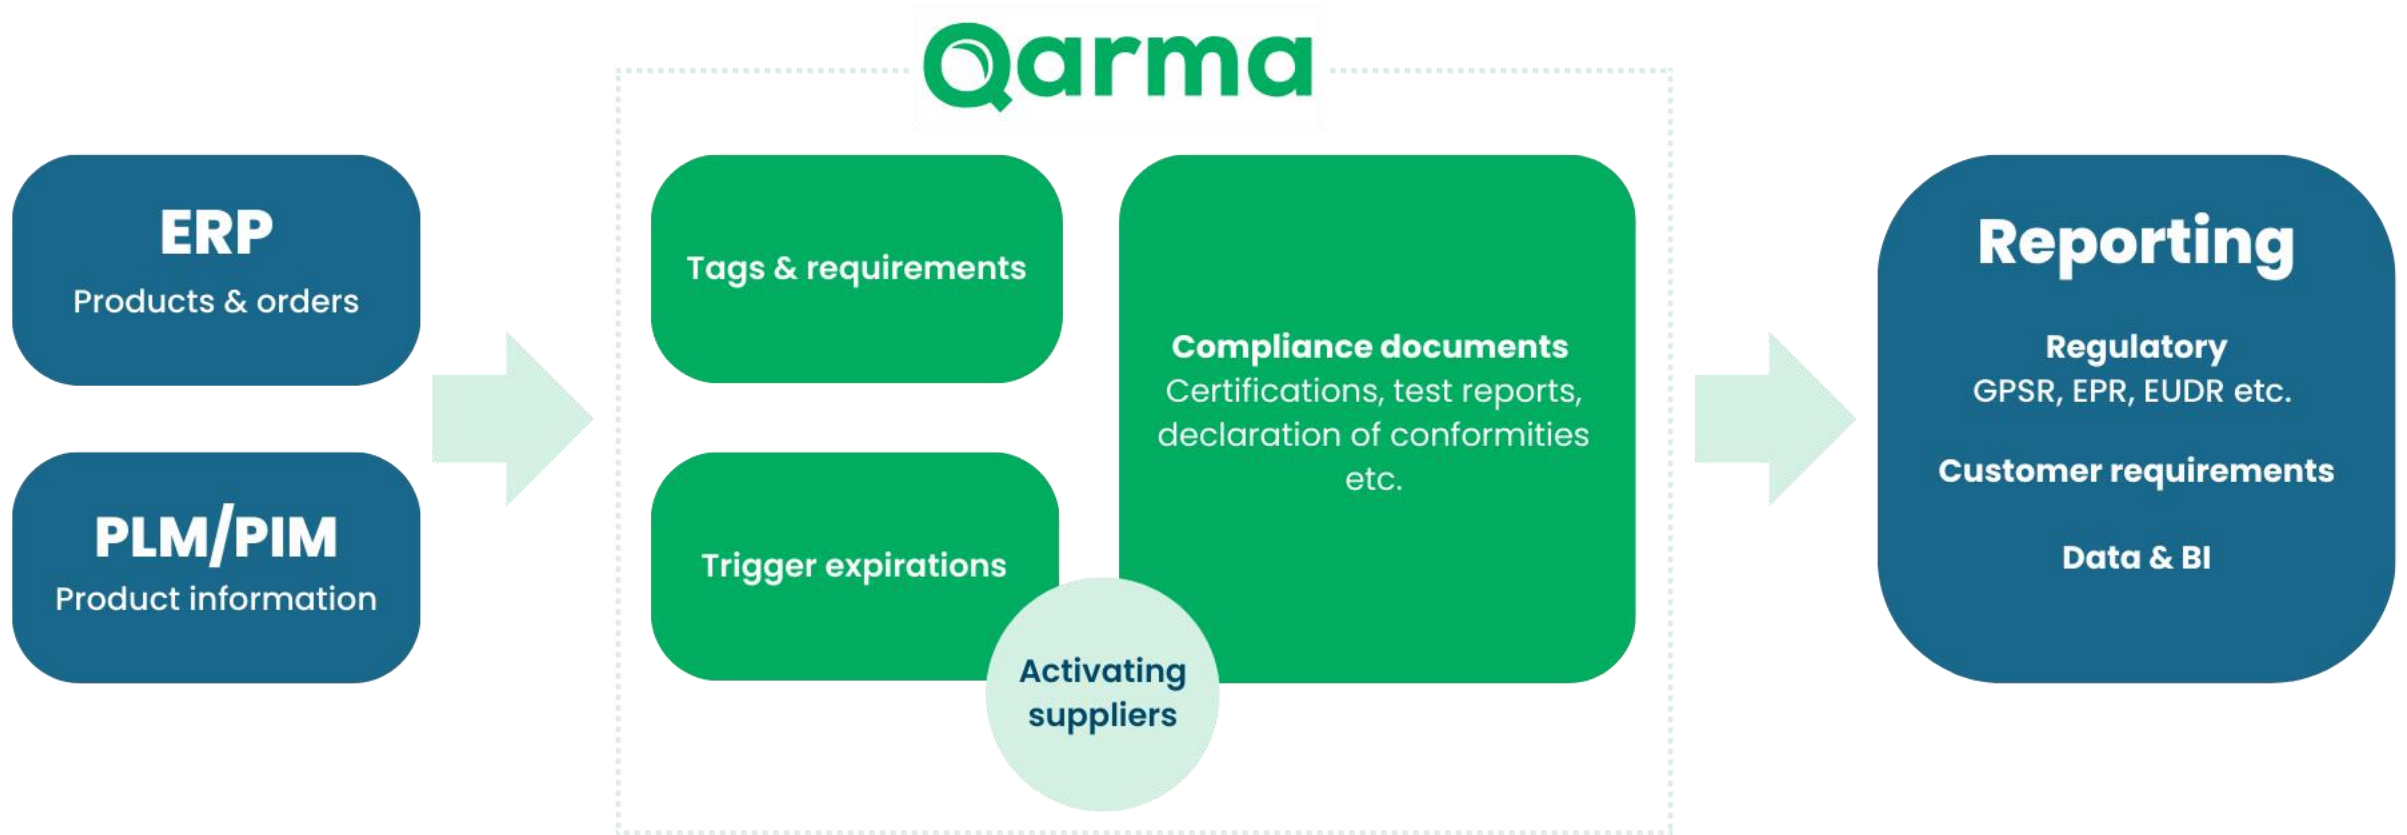 Qarma
ERP
Products & orders
PLM/PIM
Product information
Tags & requirements
Trigger expirations
Activating
suppliers
Compliance documents
Certifications, test reports,
declaration of conformities
etc.
Reporting
Regulatory
GPSR, EPR, EUDR etc.
Customer requirements
Data & BI